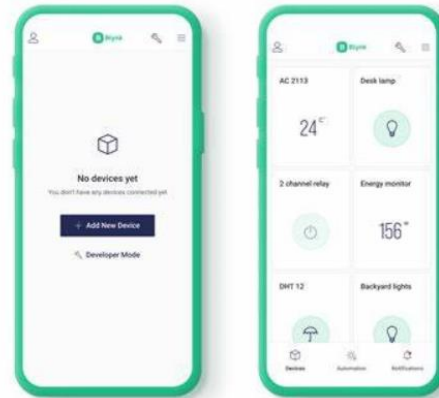 Blynk
No devices yet
You don't have any devices connected yet
+ Add New Device
Developer Mode
Blynk
AC 2113
Desk lamp
24
2 channel relay
Energy monitor
156
DHT 12
Backyard lights
Devices
Automation
Notifications